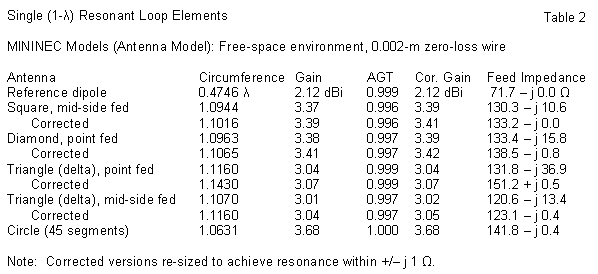 Single (1-λ) Resonant Loop Elements Table 2
MININEC Models (Antenna Model): Free-space environment, 0.002-m zero-loss wire
Antenna Circumference Gain AGT Cor. Gain Feed Impedance
Reference dipole 0.4746 λ 2.12 dBi 0.999 2.12 dBi 71.7 – j 0.0 Ω
Square, mid-side fed 1.0944 3.37 0.996 3.39 130.3 – j 10.6
Corrected 1.1016 3.39 0.996 3.41 133.2 – j 0.0
Diamond, point fed 1.0963 3.38 0.997 3.39 133.4 – j 15.8
Corrected 1.1065 3.41 0.997 3.42 138.5 – j 0.8
Triangle (delta), point fed 1.1160 3.04 0.999 3.04 131.8 – j 36.9
Corrected 1.1430 3.07 0.999 3.07 151.2 + j 0.5
Triangle (delta), mid-side fed 1.1070 3.01 0.997 3.02 120.6 – j 13.4
Corrected 1.1160 3.04 0.997 3.05 123.1 – j 0.4
Circle (45 segments) 1.0631 3.68 1.000 3.68 141.8 – j 0.4
Note: Corrected versions re-sized to achieve resonance within +/– j 1 Ω.